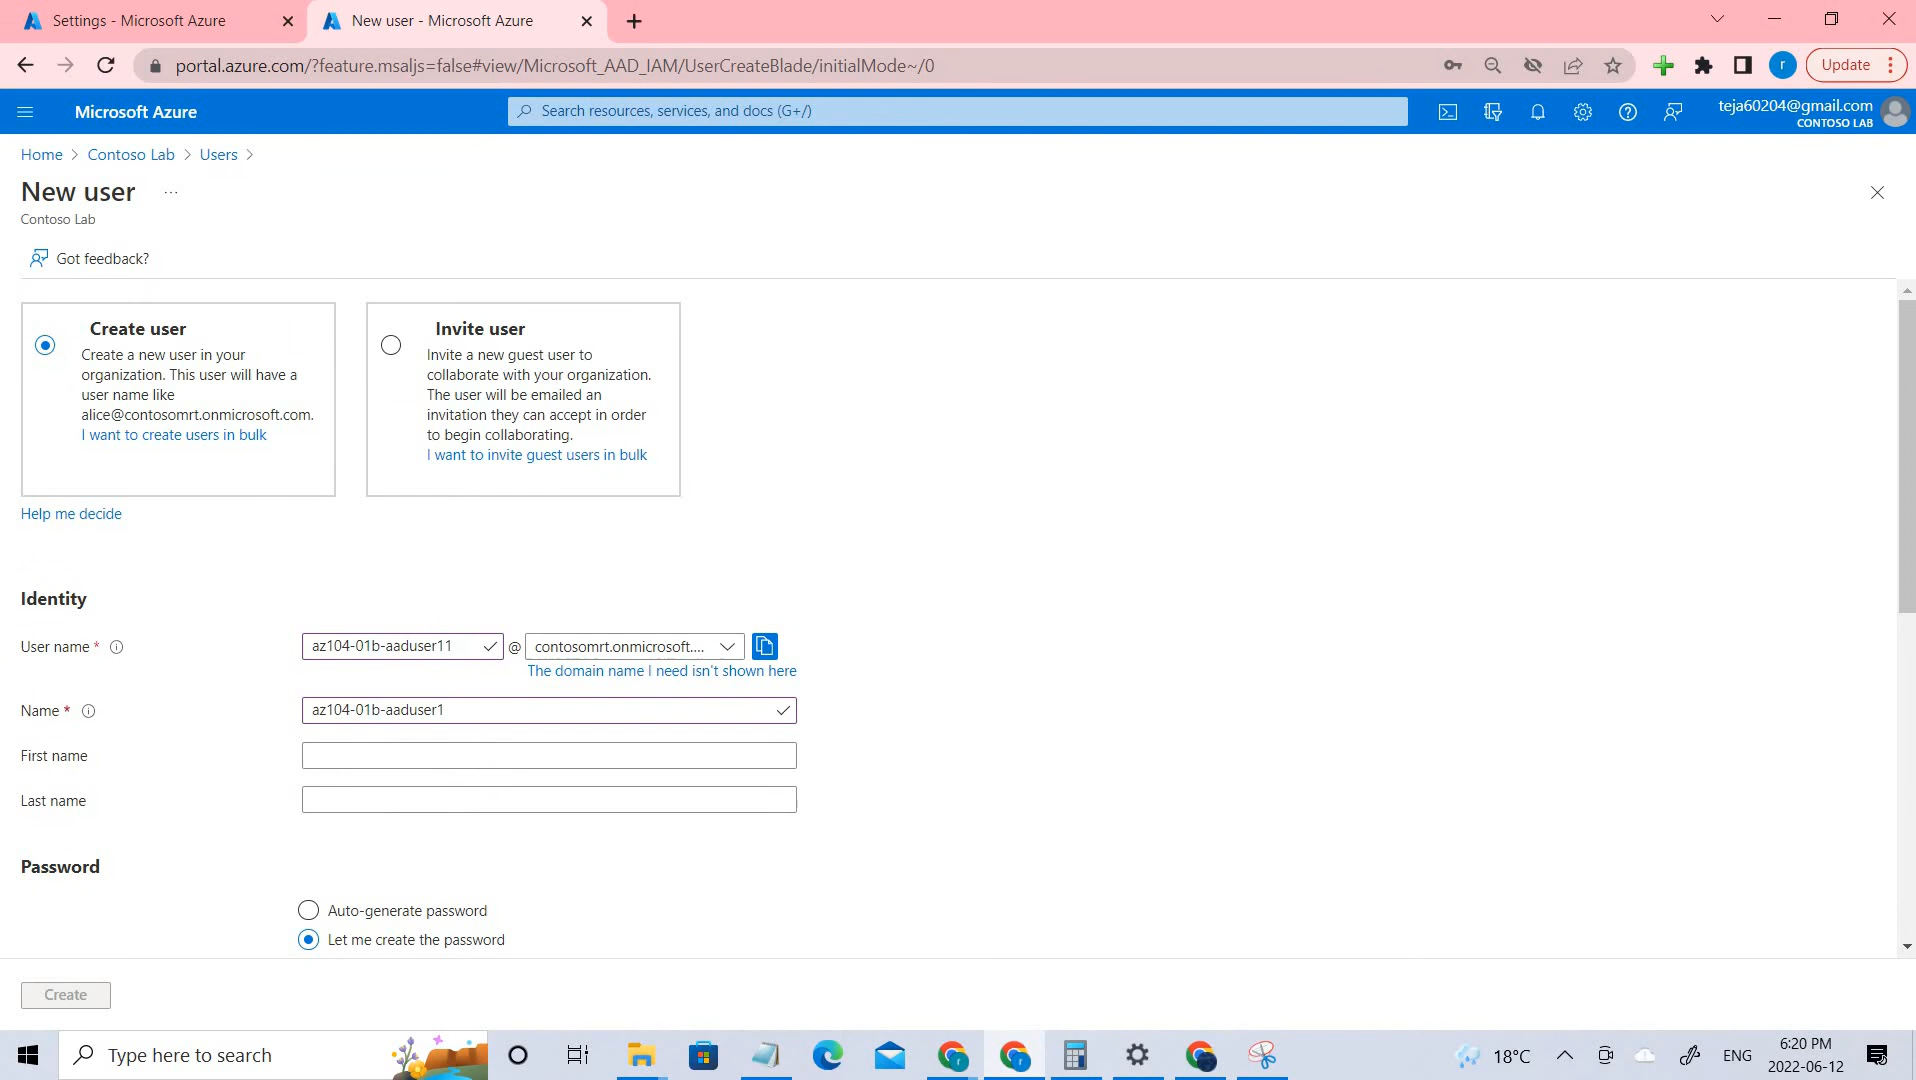 Settings - Microsoft Azure
New user - Microsoft Azure
portal.azure.com/?feature.msaljs=false#view/Microsoft_AAD_IAM/UserCreateBlade/initialMode~/0
r
Update
Microsoft Azure
Search resources, services, and docs (G+/)
teja60204@gmail.com
CONTOSO LAB
Home > Contoso Lab > Users >
New user ...
Contoso Lab
Got feedback?
Create user
Create a new user in your
organization. This user will have a
user name like
alice@contosomrt.onmicrosoft.com.
I want to create users in bulk
Invite user
Invite a new guest user to
collaborate with your organization.
The user will be emailed an
invitation they can accept in order
to begin collaborating.
I want to invite guest users in bulk
Help me decide
Identity
User name *
az104-01b-aaduser11 @ contosomrt.onmicrosoft....
The domain name I need isn't shown here
Name *
az104-01b-aaduser1
First name
Last name
Password
Auto-generate password
Let me create the password
Create
Type here to search
18°C
ENG
6:20 PM
2022-06-12